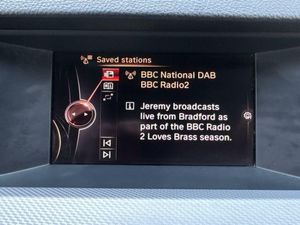 Saved stations
BBC National DAB
BBC Radio2
Jeremy broadcasts
live from Bradford as
part of the BBC Radio
2 Loves Brass season.